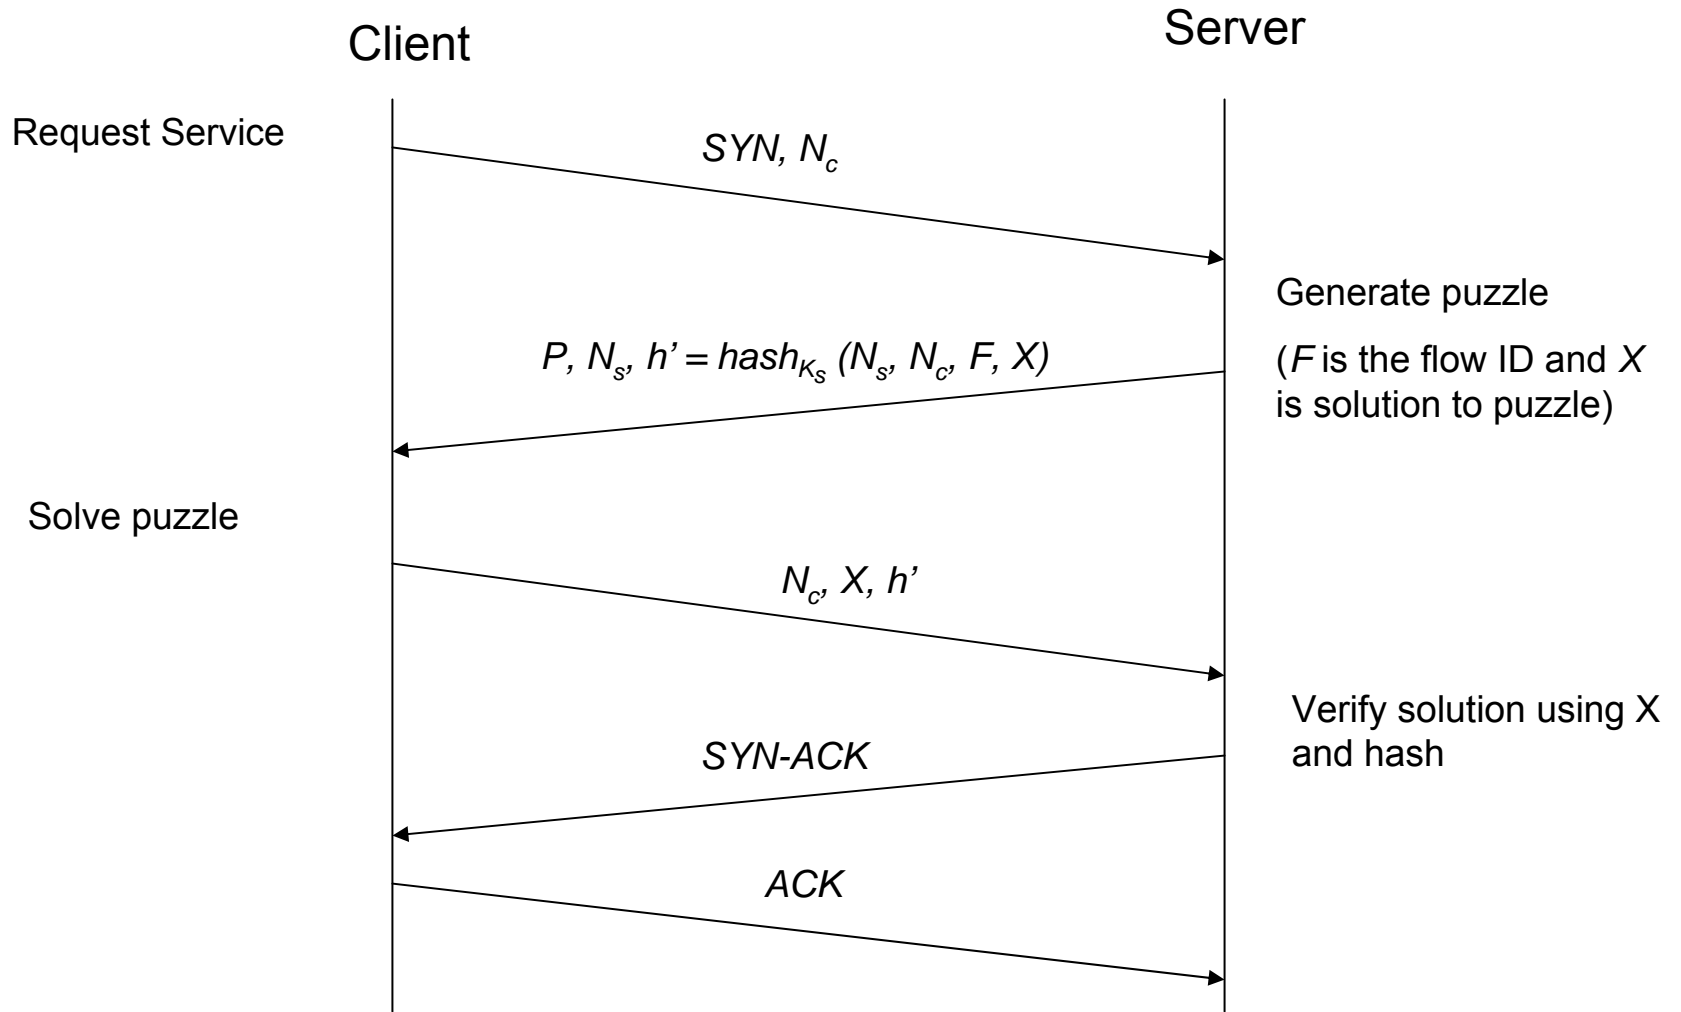 Client
Server
Request Service
SYN, Nc
Generate puzzle
P, Ns, h’ = hashKs (Ns, Nc, F, X)
(F is the flow ID and X
is solution to puzzle)
Solve puzzle
Nc, X, h’
Verify solution using X
and hash
SYN-ACK
ACK